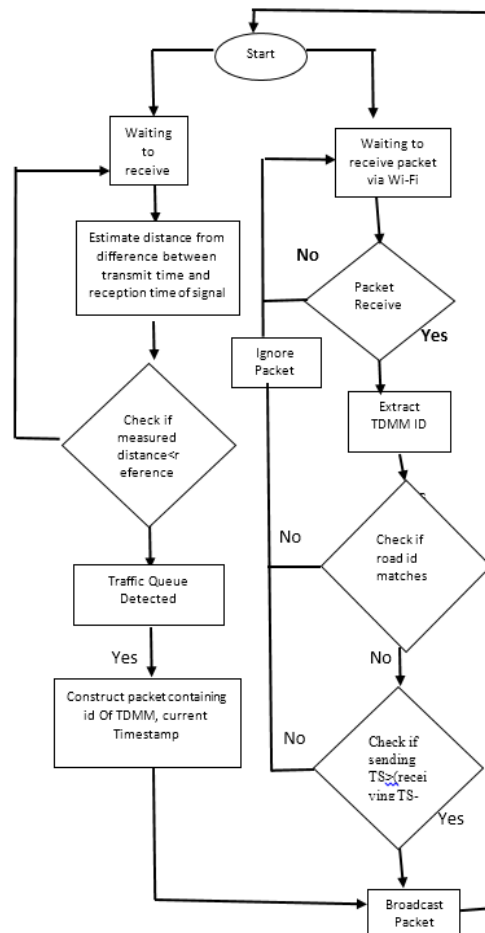 Start
Waiting
to
receive
Estimate distance from
difference between
transmit time and
reception time of signal
Check if
measured
distance<r
eference
Traffic Queue
Detected
Yes
Construct packet containing
id Of TDMM, current
Timestamp
Waiting to
receive packet
via Wi-Fi
No
Packet
Receive
Yes
Ignore
Packet
Extract
TDMM ID
No
Check if
road id
matches
No
No
Check if
sending
TS>(recei
ving TS-
Yes
Broadcast
Packet